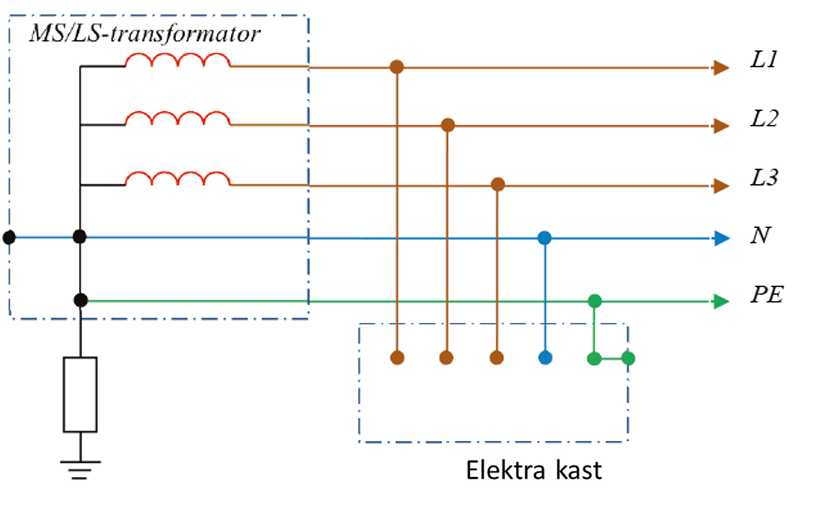 MS/LS-transformator
L1
L2
L3
N
PE
Elektra kast